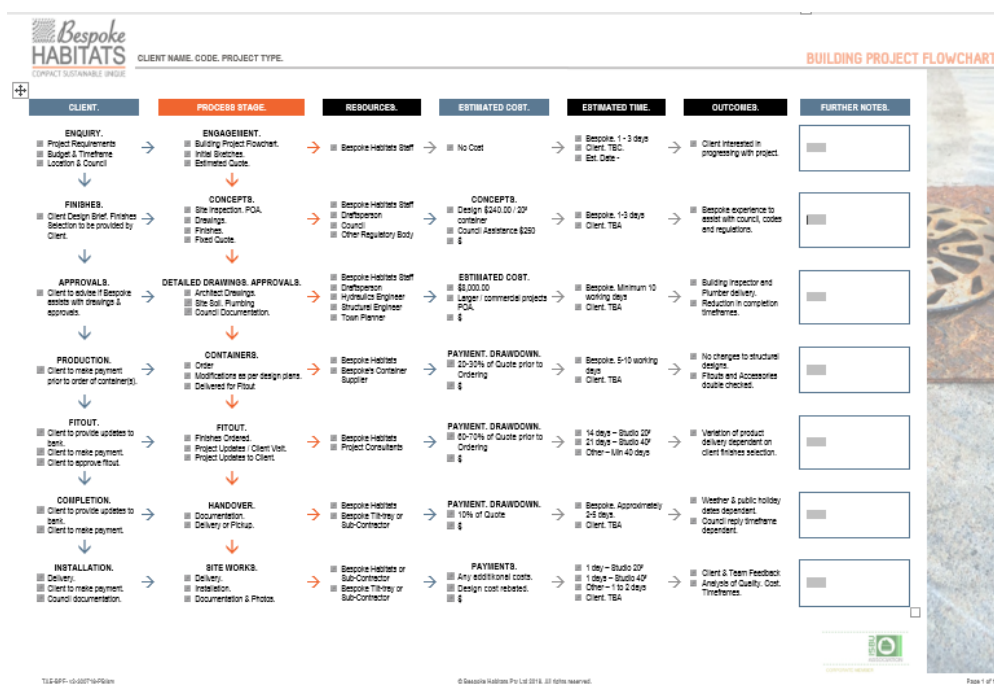 Bespoke
HABITATS
COMPACT SUSTAINABLE UNIQUE
CLIENT NAME. CODE. PROJECT TYPE.
BUILDING PROJECT FLOWCHART
CLIENT.
PROCESS STAGE.
RESOURCES.
ESTIMATED COST.
ESTIMATED TIME.
OUTCOMES.
FURTHER NOTES.
ENQUIRY.
Project Requirements
Budget & Timeframe
Location & Council
ENGAGEMENT.
Building Project Flowchart.
Initial Sketches.
Estimated Quote.
Bespoke Habitats Staff
No Cost
Bespoke. 1 - 3 days
Client. TBC.
Est. Date -
Client interested in
progressing with project.
FINISHES.
Client Design Brief. Finishes
Selection to be provided by
Client.
CONCEPTS.
Site Inspection. POA.
Drawings.
Finishes.
Fixed Quote.
Bespoke Habitats Staff
Draftsperson
Council
Other Regulatory Body
CONCEPTS.
Design $240.00 / 20ᶠ
container
Council Assistance $250
$
Bespoke. 1-3 days
Client. TBA
Bespoke experience to
assist with council, codes
and regulations.
APPROVALS.
Client to advise if Bespoke
assists with drawings &
approvals.
DETAILED DRAWINGS. APPROVALS.
Architect Drawings.
Site Soil. Plumbing
Council Documentation.
Bespoke Habitats Staff
Draftsperson
Hydraulics Engineer
Structural Engineer
Town Planner
ESTIMATED COST.
$8,000.00
Larger / commercial projects
POA.
$
Bespoke. Minimum 10
working days
Client. TBA
Building Inspector and
Plumber delivery.
Reduction in completion
timeframes.
PRODUCTION.
Client to make payment
prior to order of container(s).
CONTAINERS.
Order
Modifications as per design plans.
Delivered for Fitout
Bespoke Habitats
Bespoke's Container
Supplier
PAYMENT. DRAWDOWN.
20-30% of Quote prior to
Ordering
$
Bespoke. 5-10 working
days
Client. TBA
No changes to structural
designs.
Fitouts and Accessories
double checked.
FITOUT.
Client to provide updates to
bank.
Client to make payment.
Client to approve fitout.
FITOUT.
Finishes Ordered.
Project Updates / Client Visit.
Project Updates to Client.
Bespoke Habitats
Project Consultants
PAYMENT. DRAWDOWN.
60-70% of Quote prior to
Ordering
$
14 days – Studio 20ᶠ
21 days – Studio 40ᶠ
Other – Min 40 days
Variation of product
delivery dependant on
client finishes selection.
COMPLETION.
Client to provide updates to
bank.
Client to make payment.
HANDOVER.
Documentation.
Delivery or Pickup.
Bespoke Habitats
Bespoke Tilt-tray or
Sub-Contractor
PAYMENT. DRAWDOWN.
10% of Quote
$
Bespoke. Approximately
2-5 days.
Client. TBA
Weather & public holiday
dates dependant.
Council reply timeframe
dependant.
INSTALLATION.
Delivery.
Client to make payment.
Council documentation.
SITE WORKS.
Delivery.
Installation.
Documentation & Photos.
Bespoke Habitats or
Sub-Contractor
Bespoke Tilt-tray or
Sub-Contractor
PAYMENTS.
Any additikonal costs.
Design cost rebated.
$
1 day – Studio 20ᶠ
1 days – Studio 40ᶠ
Other – 1 to 2 days
Client. TBA
Client & Team Feedback
Analysis of Quality. Cost.
Timeframes.
ASSOCIATION
© Bespoke Habitats Pty Ltd 2018. All rights reserved.
Page 1 of